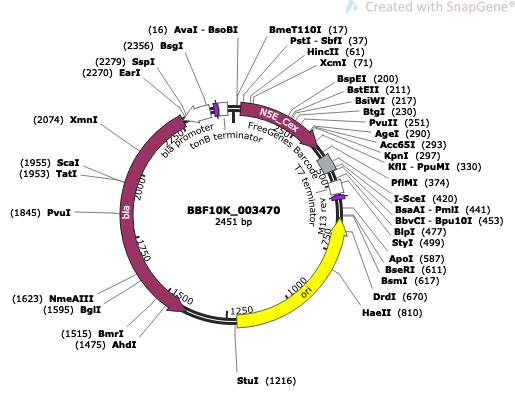 Created with SnapGene®
(16) AvaI - BsoBI
(2356) BsgI
(2279) SspI
(2270) EarI
(2074) XmnI
(1955) ScaI
(1953) TatI
(1845) PvuI
(1623) NmeAIII
(1595) BglI
(1515) BmrI
(1475) AhdI
BmeT110I (17)
PstI - SbfI (37)
HincII (61)
XcmI (71)
BspEI (200)
BstEII (211)
BsiWI (217)
BtgI (230)
PvuII (251)
AgeI (290)
Acc65I (293)
KpnI (297)
KflI - PpuMI (330)
PflMI (374)
I-SceI (420)
BsaAI - PmlI (441)
BbvCI - Bpu10I (453)
BlpI (477)
StyI (499)
ApoI (587)
BseRI (611)
BsmI (617)
DrdI (670)
HaeII (810)
StuI (1216)
N5E_Cex
FreeGenes Barcode
T7 terminator
M13 rev
ori
bla
bla promoter
tonB terminator
250
500
750
1000
1250
1500
1750
2000
2250
BBF10K_003470
2451 bp